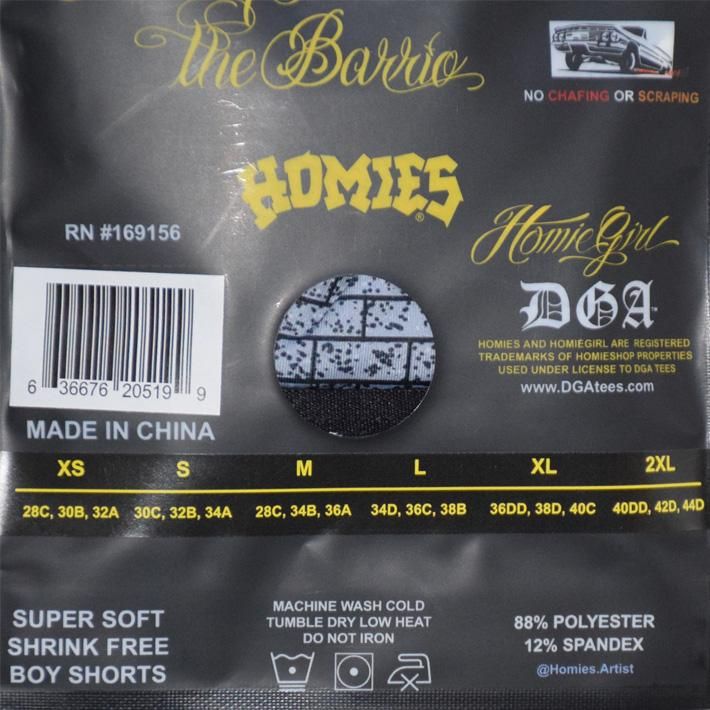 the Barrio
NO CHAFING OR SCRAPING
HOMIES®
RN #169156
HomieGirl
DGA™
HOMIES AND HOMIEGIRL ARE REGISTERED
TRADEMARKS OF HOMIESHOP PROPERTIES
USED UNDER LICENSE TO DGA TEES
www.DGAtees.com
6 36676 20519 9
MADE IN CHINA
XS S M L XL 2XL
28C, 30B, 32A 30C, 32B, 34A 28C, 34B, 36A 34D, 36C, 38B 36DD, 38D, 40C 40DD, 42D, 44D
SUPER SOFT
SHRINK FREE
BOY SHORTS
MACHINE WASH COLD
TUMBLE DRY LOW HEAT
DO NOT IRON
88% POLYESTER
12% SPANDEX
@Homies.Artist